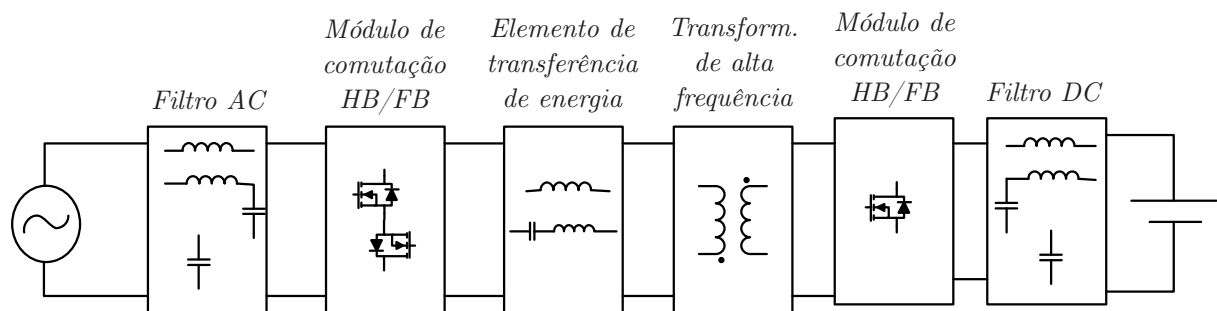 Filtro AC
Módulo de
comutação
HB/FB
Elemento de
transferência
de energia
Transform.
de alta
frequência
Módulo de
comutação
HB/FB
Filtro DC